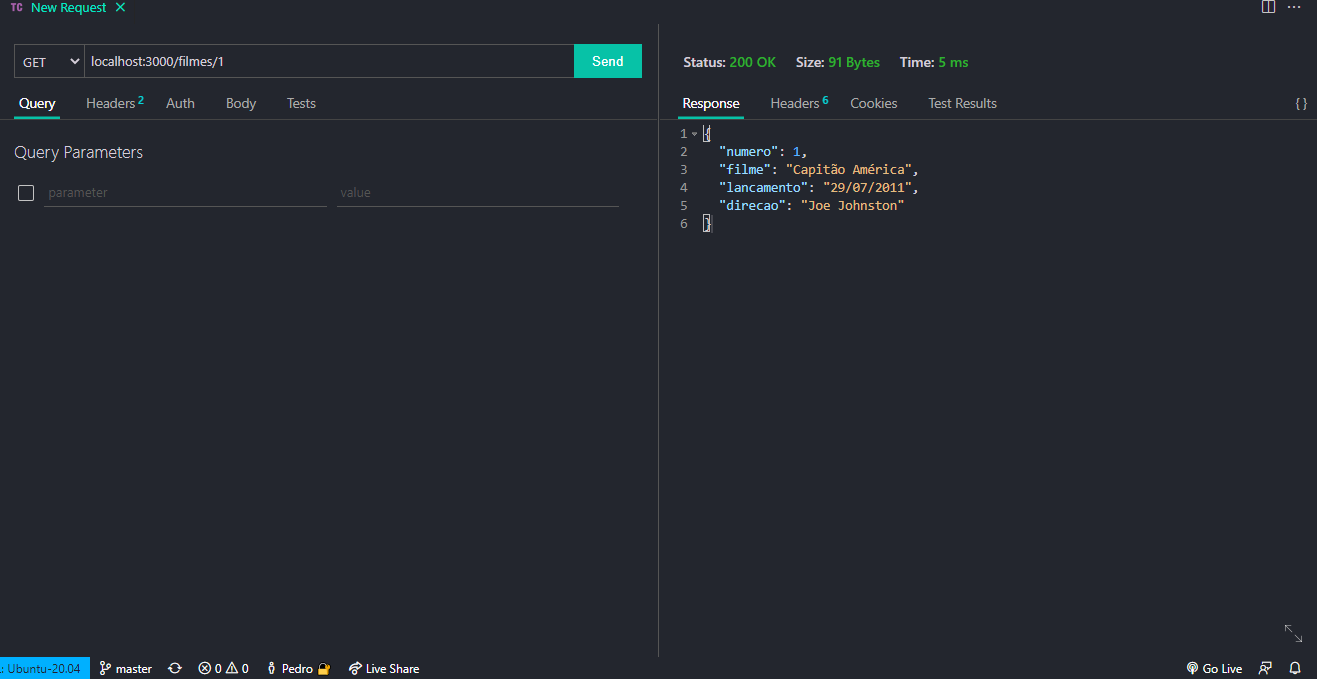 TC New Request
GET localhost:3000/filmes/1 Send
Query Headers 2 Auth Body Tests
Query Parameters
parameter value
Status: 200 OK Size: 91 Bytes Time: 5 ms
Response Headers 6 Cookies Test Results {}
1 {
2 "numero": 1,
3 "filme": "Capitão América",
4 "lancamento": "29/07/2011",
5 "direcao": "Joe Johnston"
6 }
: Ubuntu-20.04 master 0 0 Pedro Live Share Go Live